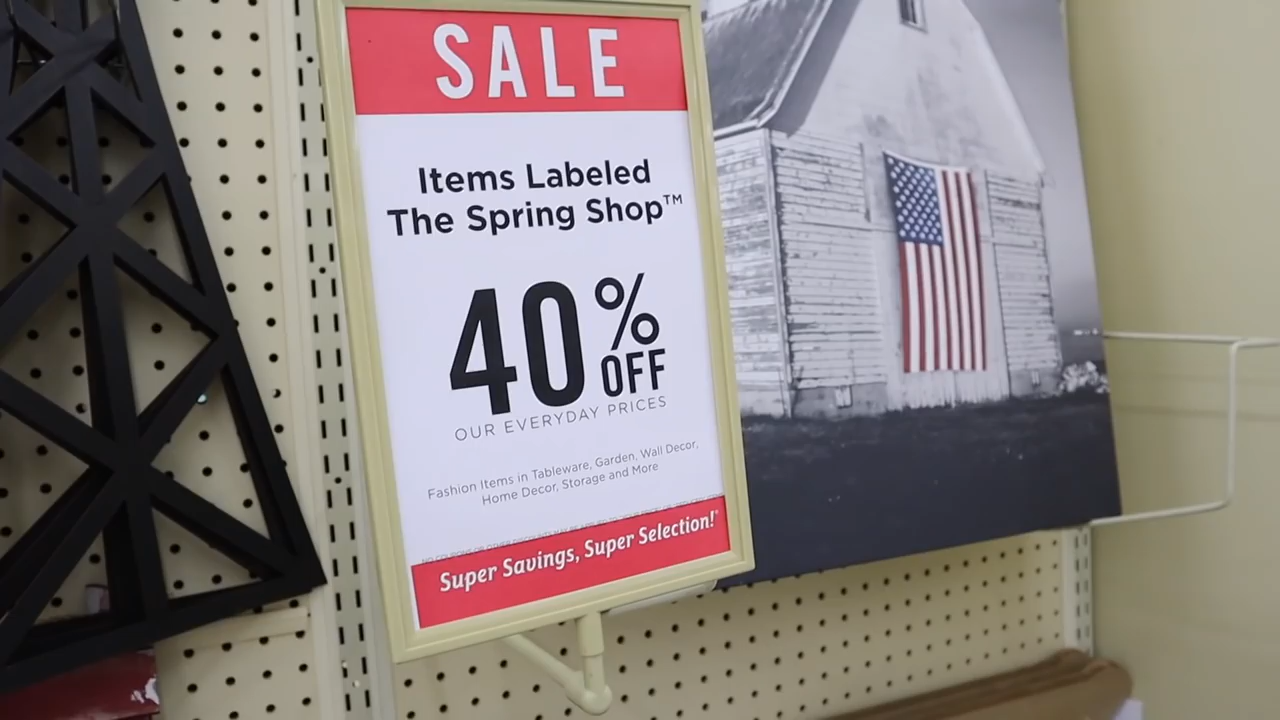 SALE
Items Labeled
The Spring Shop™
40%
OFF
OUR EVERYDAY PRICES
Fashion Items in Tableware, Garden, Wall Decor,
Home Decor, Storage and More
Super Savings, Super Selection!*